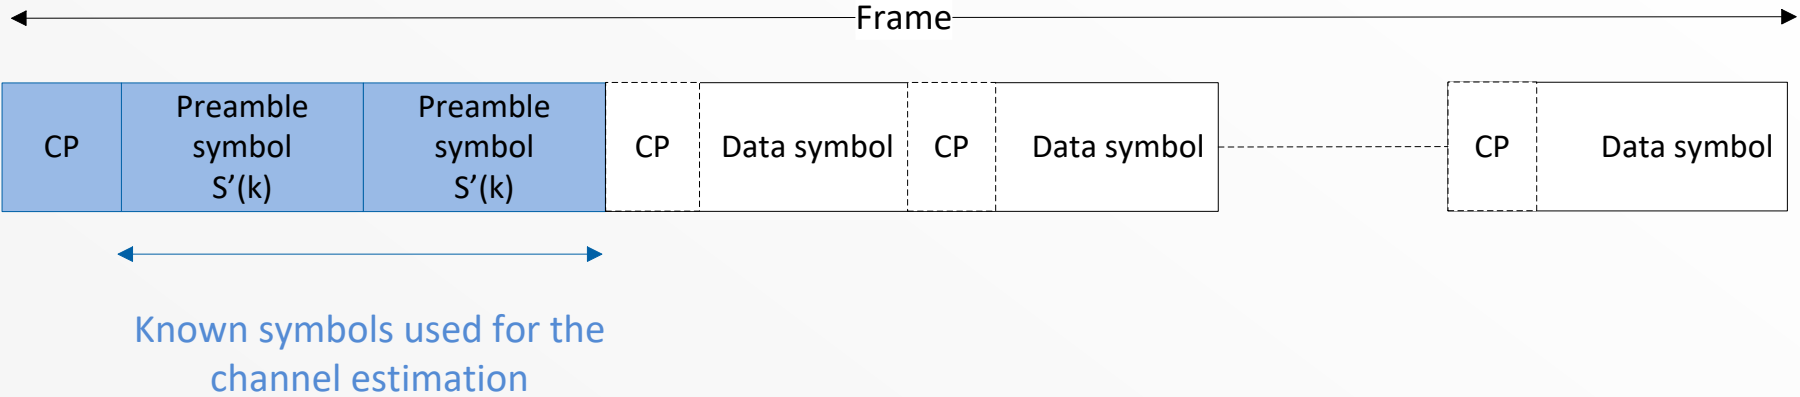 Frame
CP
Preamble
symbol
S’(k)
Preamble
symbol
S’(k)
CP
Data symbol
CP
Data symbol
CP
Data symbol
Known symbols used for the
channel estimation